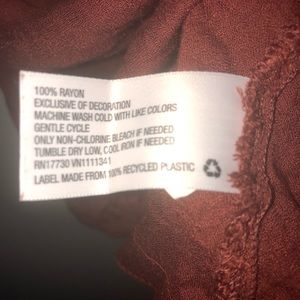 100% RAYON
EXCLUSIVE OF DECORATION
MACHINE WASH COLD WITH LIKE COLORS
GENTLE CYCLE
ONLY NON-CHLORINE BLEACH IF NEEDED
TUMBLE DRY LOW, COOL IRON IF NEEDED
RN17730 VN1111341
LABEL MADE FROM 100% RECYCLED PLASTIC